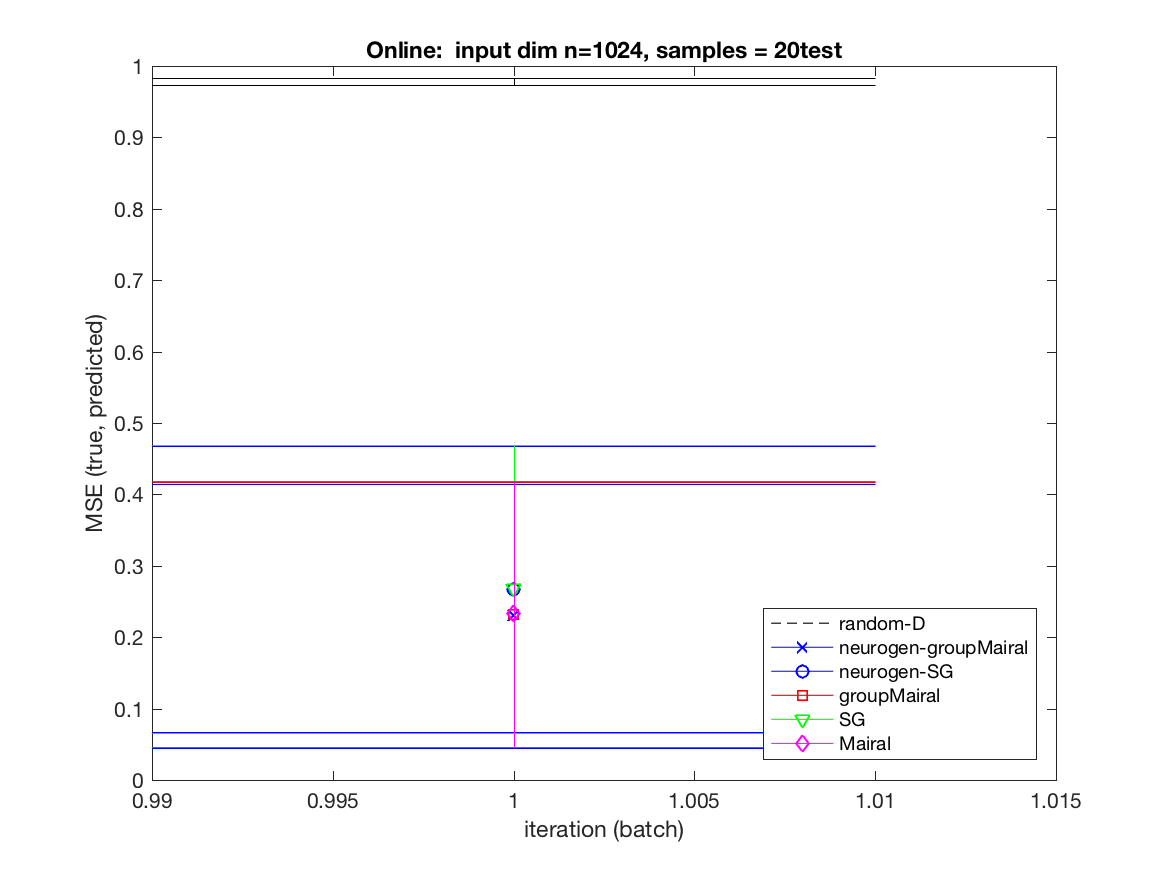 Online:  input dim n=1024, samples = 20test
1
0.9
0.8
0.7
0.6
0.5
0.4
0.3
0.2
0.1
0
MSE (true, predicted)
random-D
neurogen-groupMairal
neurogen-SG
groupMairal
SG
Mairal
0.99
0.995
1
1.005
1.01
1.015
iteration (batch)